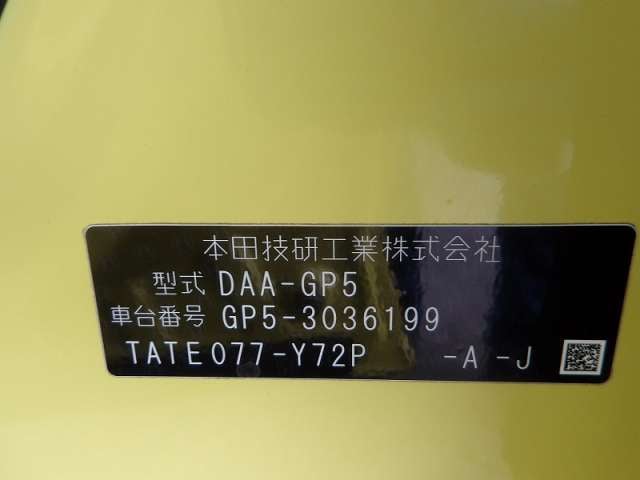 本田技研工業株式会社
型式 DAA-GP5
車台番号 GP5-3036199
TATE077-Y72P -A -J